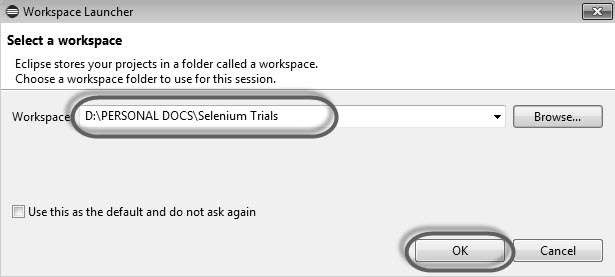 Workspace Launcher
Select a workspace
Eclipse stores your projects in a folder called a workspace.
Choose a workspace folder to use for this session.
Workspace D:\PERSONAL DOCS\Selenium Trials Browse...
Use this as the default and do not ask again
OK Cancel